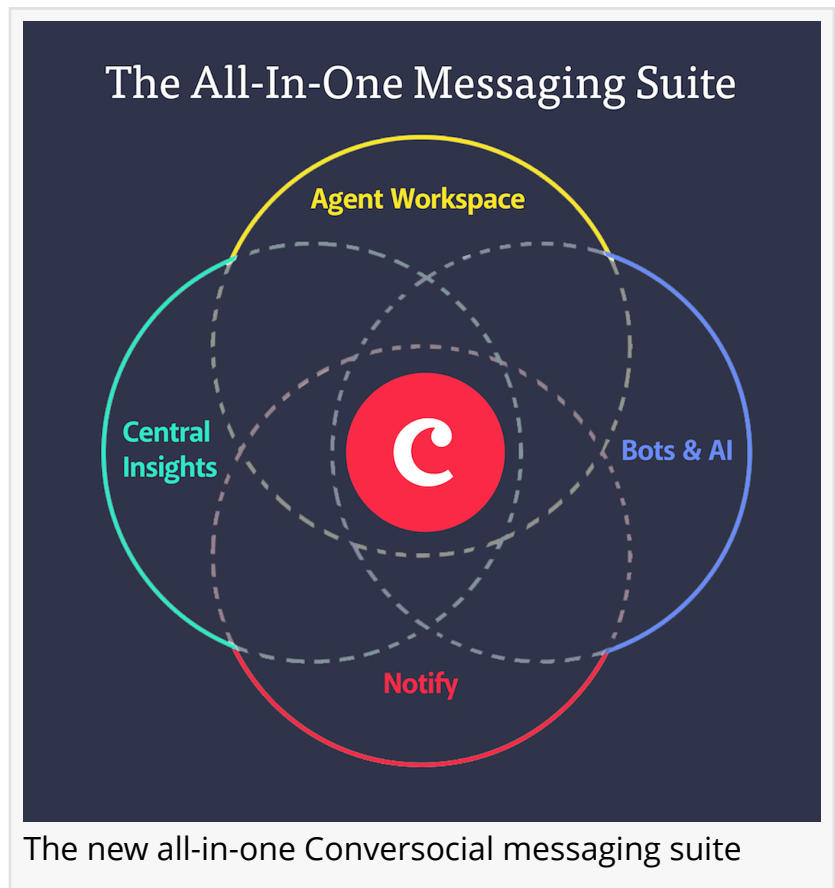 The All-In-One Messaging Suite
Agent Workspace
Central
Insights
C
Bots & AI
Notify
The new all-in-one Conversocial messaging suite